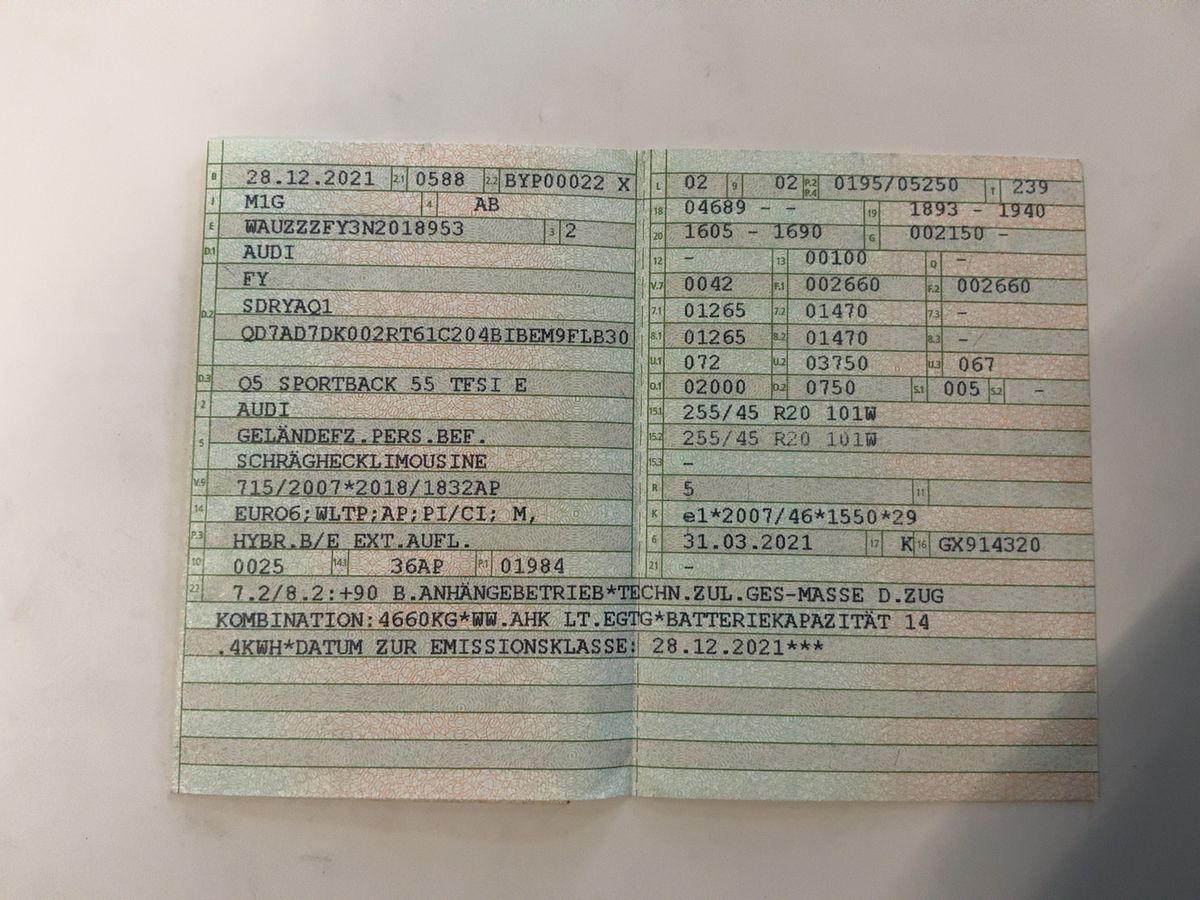 B 28.12.2021 2.1 0588 2.2 BYP00022 X
J M1G 4 AB
E WAUZZZFY3N2018953 3 2
D.1 AUDI
FY
D.2 SDRYAQ1
QD7AD7DK002RT61C204BIBEM9FLB30
D.3 Q5 SPORTBACK 55 TFSI E
2 AUDI
5 GELÄNDEFZ.PERS.BEF.
SCHRÄGHECKLIMOUSINE
V.9 715/2007*2018/1832AP
14 EURO6;WLTP;AP;PI/CI; M,
P.3 HYBR.B/E EXT.AUFL.
10 0025 14.1 36AP P.1 01984
L 02 9 02 P.2 P.4 0195/05250 T 239
18 04689 - - 19 1893 - 1940
20 1605 - 1690 G 002150 -
12 - 13 00100 Q -
V.7 0042 F.1 002660 F.2 002660
7.1 01265 7.2 01470 7.3 -
8.1 01265 8.2 01470 8.3 -
U.1 072 U.2 03750 U.3 067
O.1 02000 O.2 0750 S.1 005 S.2 -
15.1 255/45 R20 101W
15.2 255/45 R20 101W
15.3 -
R 5 11
K e1*2007/46*1550*29
6 31.03.2021 17 K 16 GX914320
21 -
22 7.2/8.2:+90 B.ANHÄNGEBETRIEB*TECHN.ZUL.GES-MASSE D.ZUG
KOMBINATION:4660KG*WW.AHK LT.EGTG*BATTERIEKAPAZITÄT 14
.4KWH*DATUM ZUR EMISSIONSKLASSE: 28.12.2021***